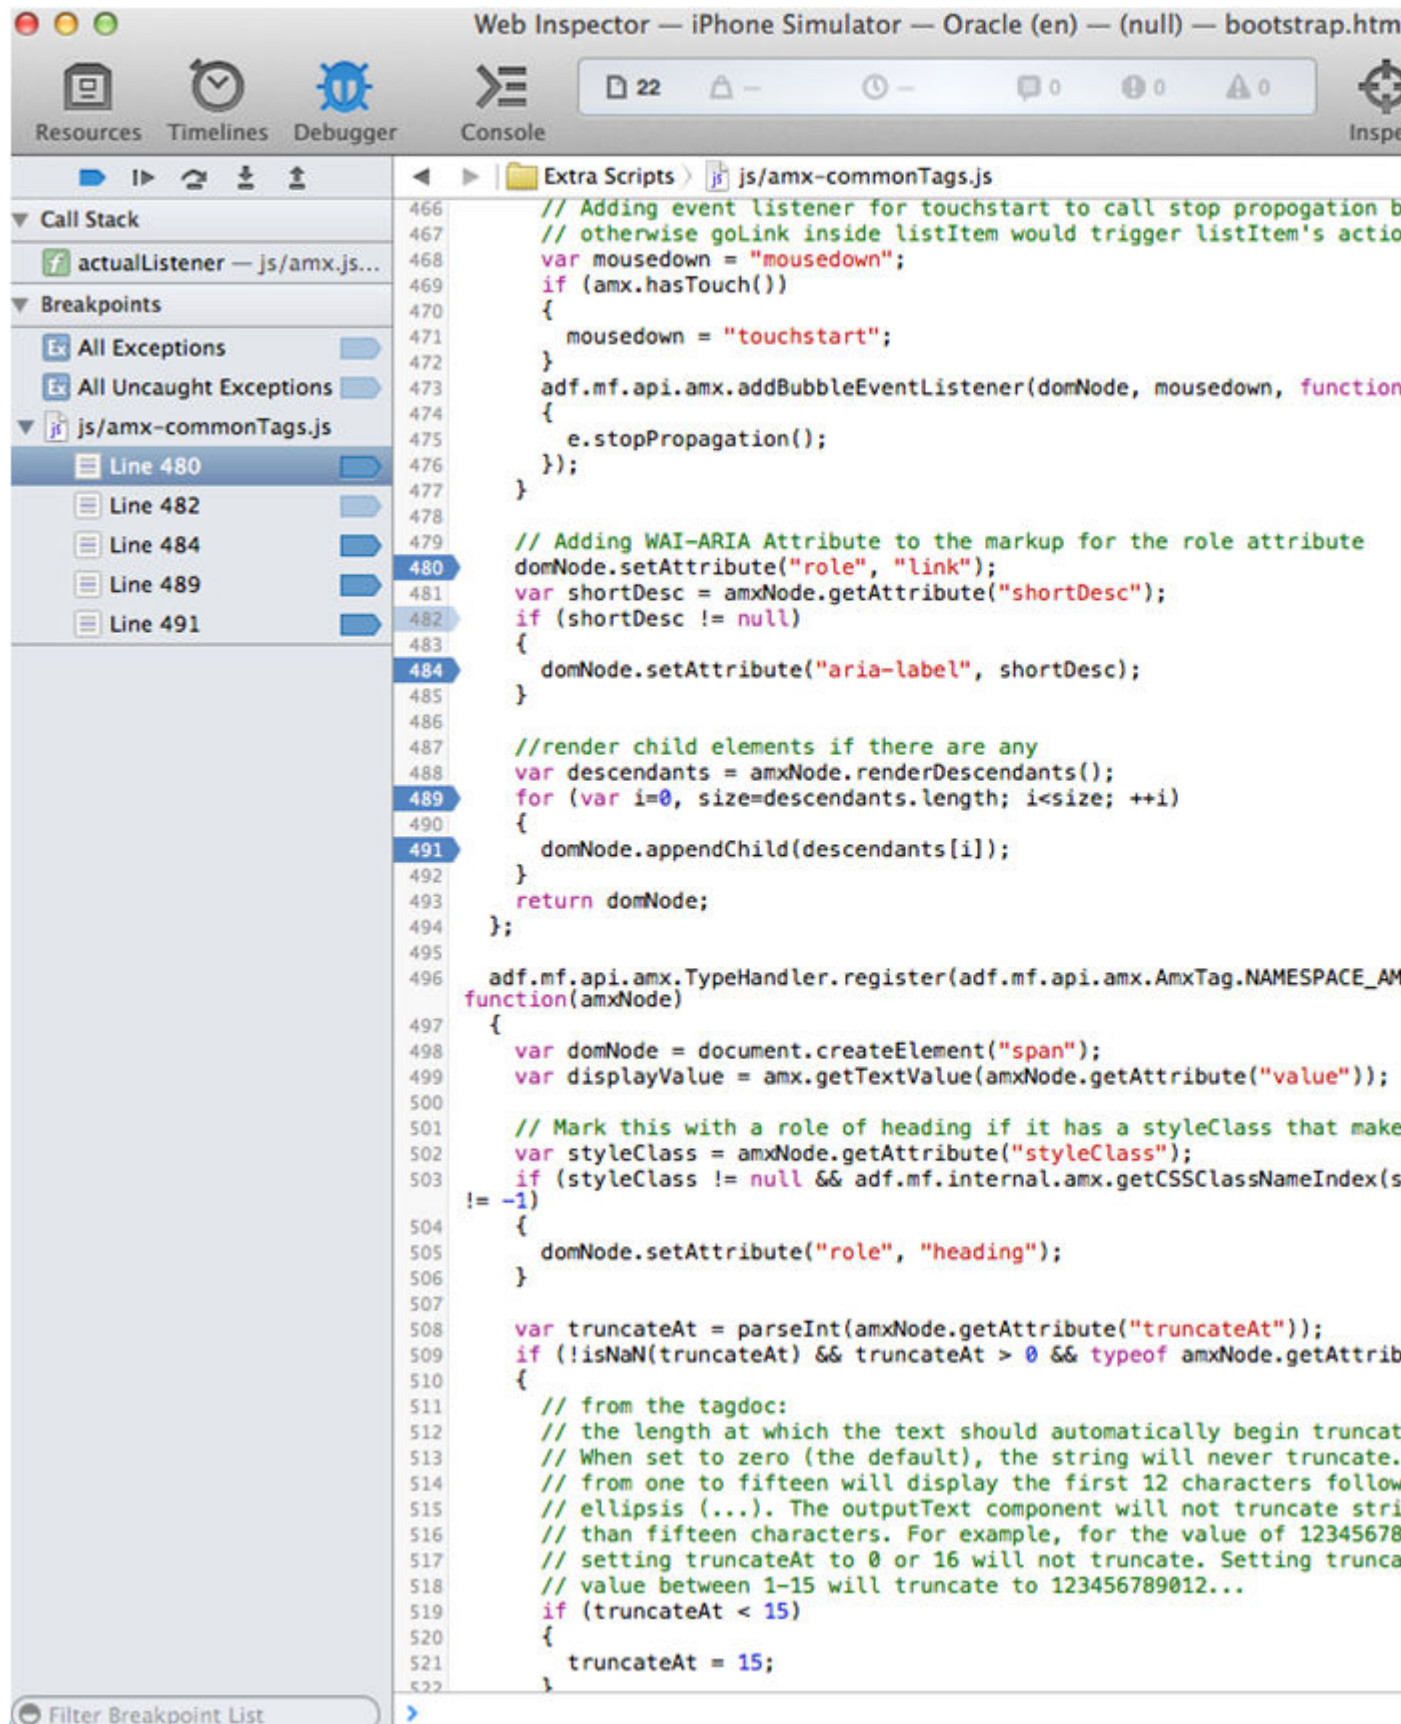 Web Inspector — iPhone Simulator — Oracle (en) — (null) — bootstrap.htm
Resources Timelines Debugger Console
22 — — 0 0 0
Extra Scripts js/amx-commonTags.js
Call Stack
f actualListener — js/amx.js...
Breakpoints
Ex All Exceptions
Ex All Uncaught Exceptions
js js/amx-commonTags.js
Line 480
Line 482
Line 484
Line 489
Line 491
Filter Breakpoint List
466 // Adding event listener for touchstart to call stop propogation
467 // otherwise goLink inside listItem would trigger listItem's
468 var mousedown = "mousedown";
469 if (amx.hasTouch())
470 {
471 mousedown = "touchstart";
472 }
473 adf.mf.api.amx.addBubbleEventListener(domNode, mousedown, function
474 {
475 e.stopPropagation();
476 });
477 }
478
479 // Adding WAI-ARIA Attribute to the markup for the role attribute
480 domNode.setAttribute("role", "link");
481 var shortDesc = amxNode.getAttribute("shortDesc");
482 if (shortDesc != null)
483 {
484 domNode.setAttribute("aria-label", shortDesc);
485 }
486
487 //render child elements if there are any
488 var descendants = amxNode.renderDescendants();
489 for (var i=0, size=descendants.length; i<size; ++i)
490 {
491 domNode.appendChild(descendants[i]);
492 }
493 return domNode;
494 };
495
496 adf.mf.api.amx.TypeHandler.register(adf.mf.api.amx.AmxTag.NAMESPACE_AM
function(amxNode)
497 {
498 var domNode = document.createElement("span");
499 var displayValue = amx.getTextValue(amxNode.getAttribute("value"));
500
501 // Mark this with a role of heading if it has a styleClass that make
502 var styleClass = amxNode.getAttribute("styleClass");
503 if (styleClass != null && adf.mf.internal.amx.getCSSClassNameIndex(s
!= -1)
504 {
505 domNode.setAttribute("role", "heading");
506 }
507
508 var truncateAt = parseInt(amxNode.getAttribute("truncateAt"));
509 if (!isNaN(truncateAt) && truncateAt > 0 && typeof amxNode.getAttrib
510 {
511 // from the tagdoc:
512 // the length at which the text should automatically begin truncat
513 // When set to zero (the default), the string will never truncate.
514 // from one to fifteen will display the first 12 characters follow
515 // ellipsis (...). The outputText component will not truncate stri
516 // than fifteen characters. For example, for the value of 12345678
517 // setting truncateAt to 0 or 16 will not truncate. Setting trunca
518 // value between 1-15 will truncate to 123456789012...
519 if (truncateAt < 15)
520 {
521 truncateAt = 15;
522 }